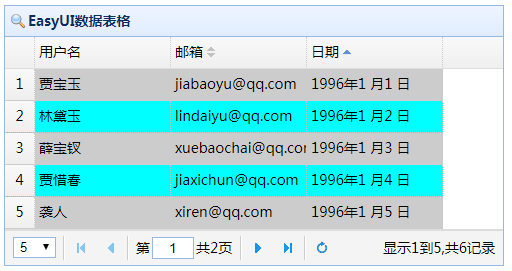 EasyUI数据表格
用户名 邮箱 日期
1 贾宝玉 jiabaoyu@qq.com 1996年1月1日
2 林黛玉 lindaiyu@qq.com 1996年1月2日
3 薛宝钗 xuebaochai@qq.con 1996年1月3日
4 贾惜春 jiaxichun@qq.com 1996年1月4日
5 袭人 xiren@qq.com 1996年1月5日
5 第 1 共2页 显示1到5,共6记录